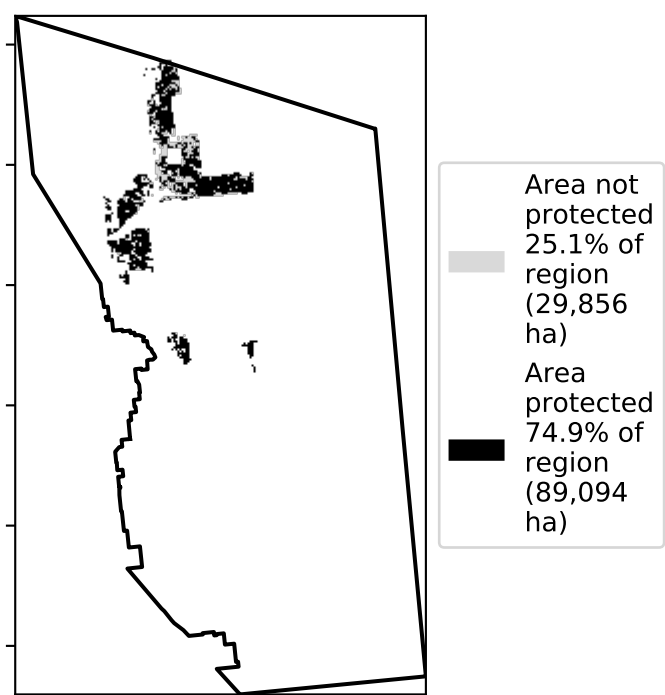 Area not
protected
25.1% of
region
(29,856
ha)
Area
protected
74.9% of
region
(89,094
ha)